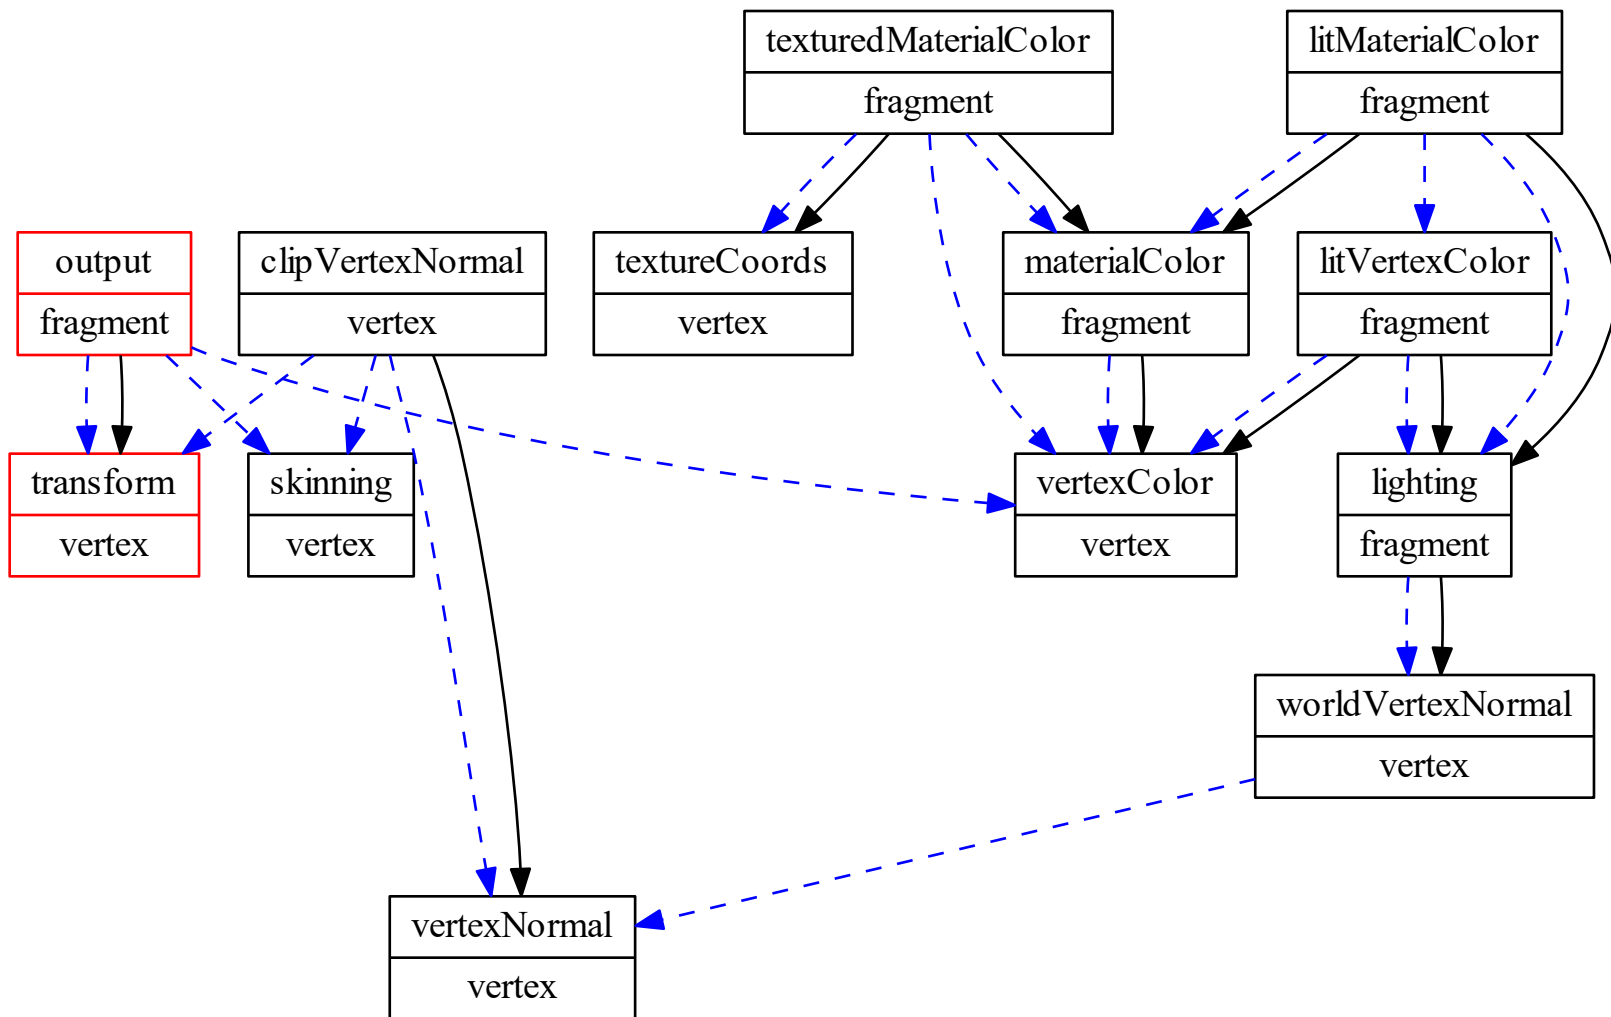 texturedMaterialColor
fragment
litMaterialColor
fragment
output
fragment
clipVertexNormal
vertex
textureCoords
vertex
materialColor
fragment
litVertexColor
fragment
transform
vertex
skinning
vertex
vertexColor
vertex
lighting
fragment
worldVertexNormal
vertex
vertexNormal
vertex